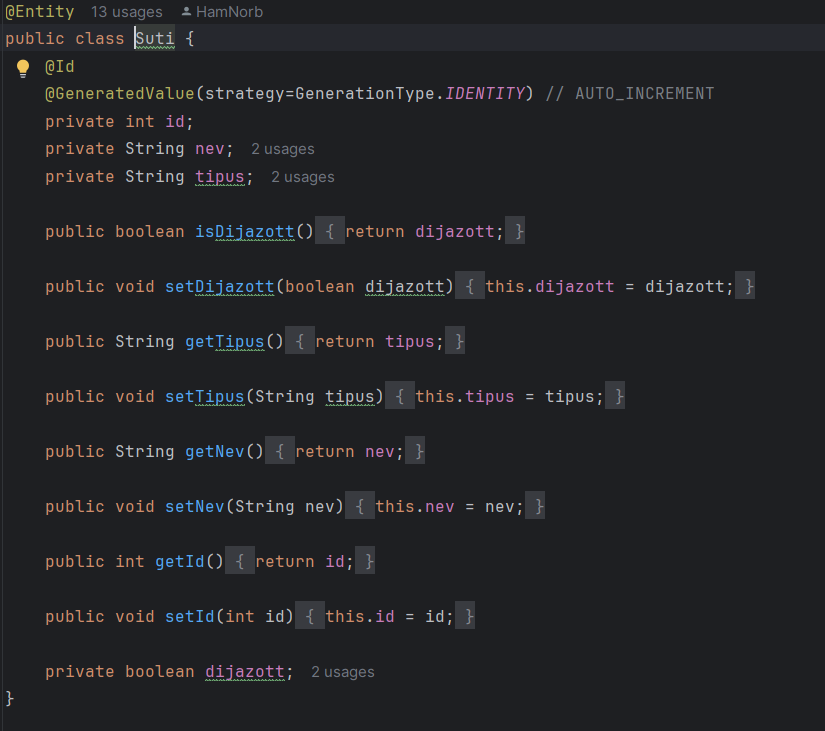 @Entity 13 usages HamNorb
public class Suti {
@Id
@GeneratedValue(strategy=GenerationType.IDENTITY) // AUTO_INCREMENT
private int id;
private String nev; 2 usages
private String tipus; 2 usages
public boolean isDijazott() { return dijazott; }
public void setDijazott(boolean dijazott) { this.dijazott = dijazott; }
public String getTipus() { return tipus; }
public void setTipus(String tipus) { this.tipus = tipus; }
public String getNev() { return nev; }
public void setNev(String nev) { this.nev = nev; }
public int getId() { return id; }
public void setId(int id) { this.id = id; }
private boolean dijazott; 2 usages
}